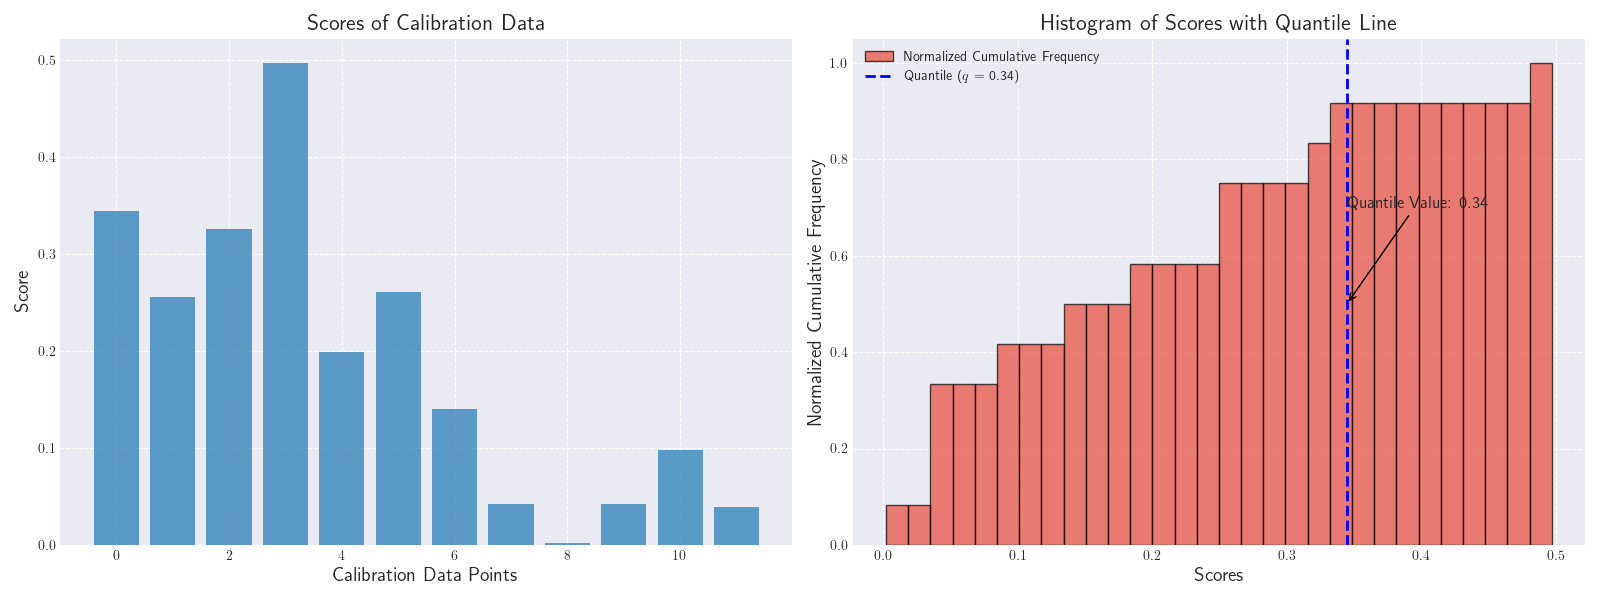 Scores of Calibration Data
0.5
0.4
0.3
0.2
0.1
0.0
Score
0 2 4 6 8 10
Calibration Data Points
Histogram of Scores with Quantile Line
Normalized Cumulative Frequency
Quantile (q = 0.34)
1.0
0.8
0.6
0.4
0.2
0.0
Normalized Cumulative Frequency
Quantile Value: 0.34
0.0 0.1 0.2 0.3 0.4 0.5
Scores